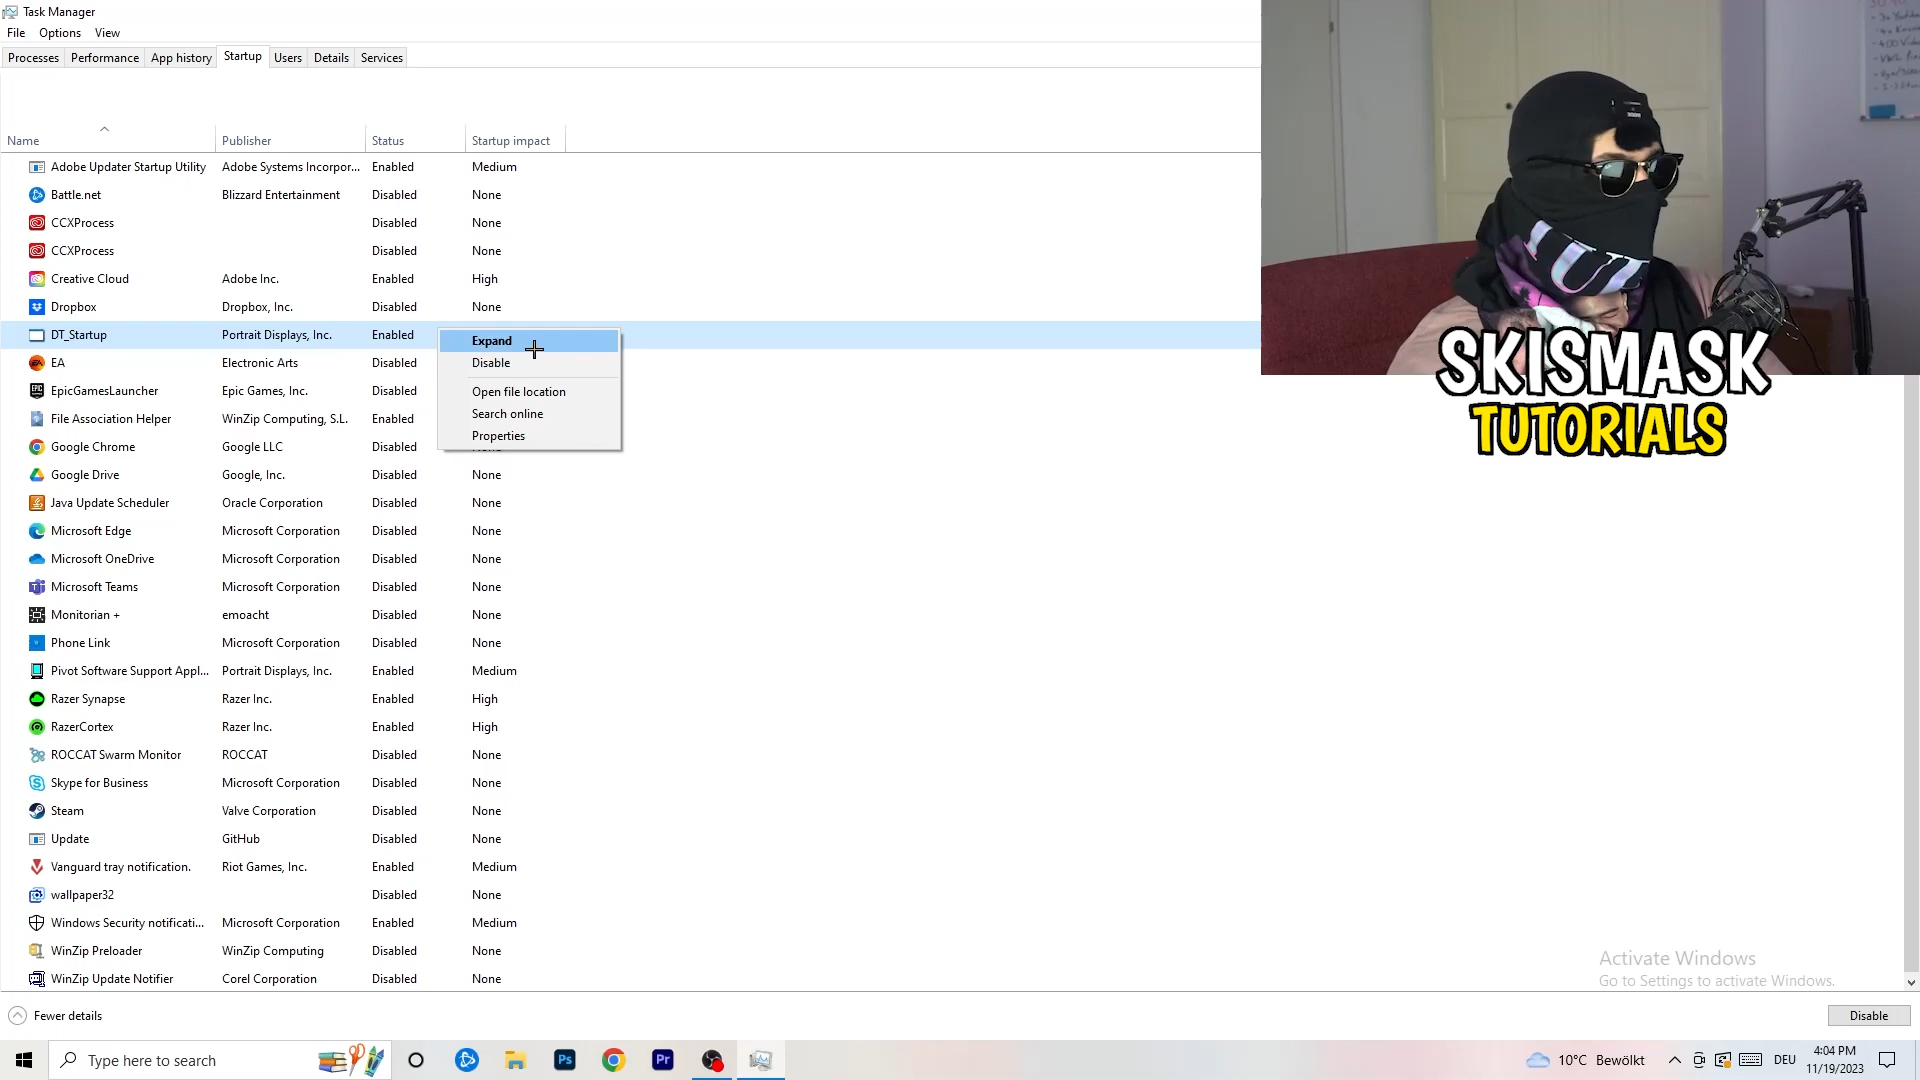 Task Manager
File Options View
Processes Performance App history Startup Users Details Services
Name Publisher Status Startup impact
Adobe Updater Startup Utility Adobe Systems Incorpor... Enabled Medium
Battle.net Blizzard Entertainment Disabled None
CCXProcess Disabled None
CCXProcess Disabled None
Creative Cloud Adobe Inc. Enabled High
Dropbox Dropbox, Inc. Disabled None
DT_Startup Portrait Displays, Inc. Enabled
EA Electronic Arts Disabled
EpicGamesLauncher Epic Games, Inc. Disabled
File Association Helper WinZip Computing, S.L. Enabled
Google Chrome Google LLC Disabled
Google Drive Google, Inc. Disabled None
Java Update Scheduler Oracle Corporation Disabled None
Microsoft Edge Microsoft Corporation Disabled None
Microsoft OneDrive Microsoft Corporation Disabled None
Microsoft Teams Microsoft Corporation Disabled None
Monitorian + emoacht Disabled None
Phone Link Microsoft Corporation Disabled None
Pivot Software Support Appl... Portrait Displays, Inc. Enabled Medium
Razer Synapse Razer Inc. Enabled High
RazerCortex Razer Inc. Enabled High
ROCCAT Swarm Monitor ROCCAT Disabled None
Skype for Business Microsoft Corporation Disabled None
Steam Valve Corporation Disabled None
Update GitHub Disabled None
Vanguard tray notification. Riot Games, Inc. Enabled Medium
wallpaper32 Disabled None
Windows Security notificati... Microsoft Corporation Enabled Medium
WinZip Preloader WinZip Computing Disabled None
WinZip Update Notifier Corel Corporation Disabled None
Expand
Disable
Open file location
Search online
Properties
SKISMASK
TUTORIALS
Activate Windows
Go to Settings to activate Windows.
Fewer details
Disable
Type here to search
Ps
Pr
10°C Bewölkt
DEU
4:04 PM
11/19/2023